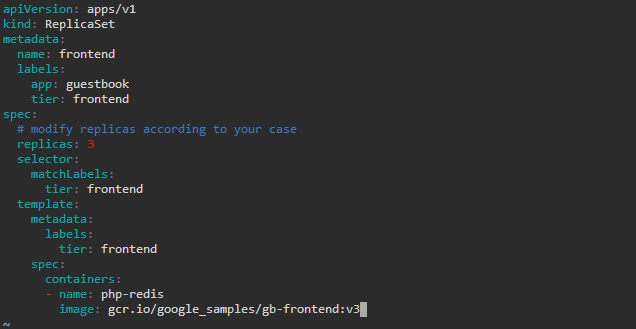 apiVersion: apps/v1
kind: ReplicaSet
metadata:
  name: frontend
  labels:
    app: guestbook
    tier: frontend
spec:
  # modify replicas according to your case
  replicas: 3
  selector:
    matchLabels:
      tier: frontend
  template:
    metadata:
      labels:
        tier: frontend
    spec:
      containers:
      - name: php-redis
        image: gcr.io/google_samples/gb-frontend:v3
~